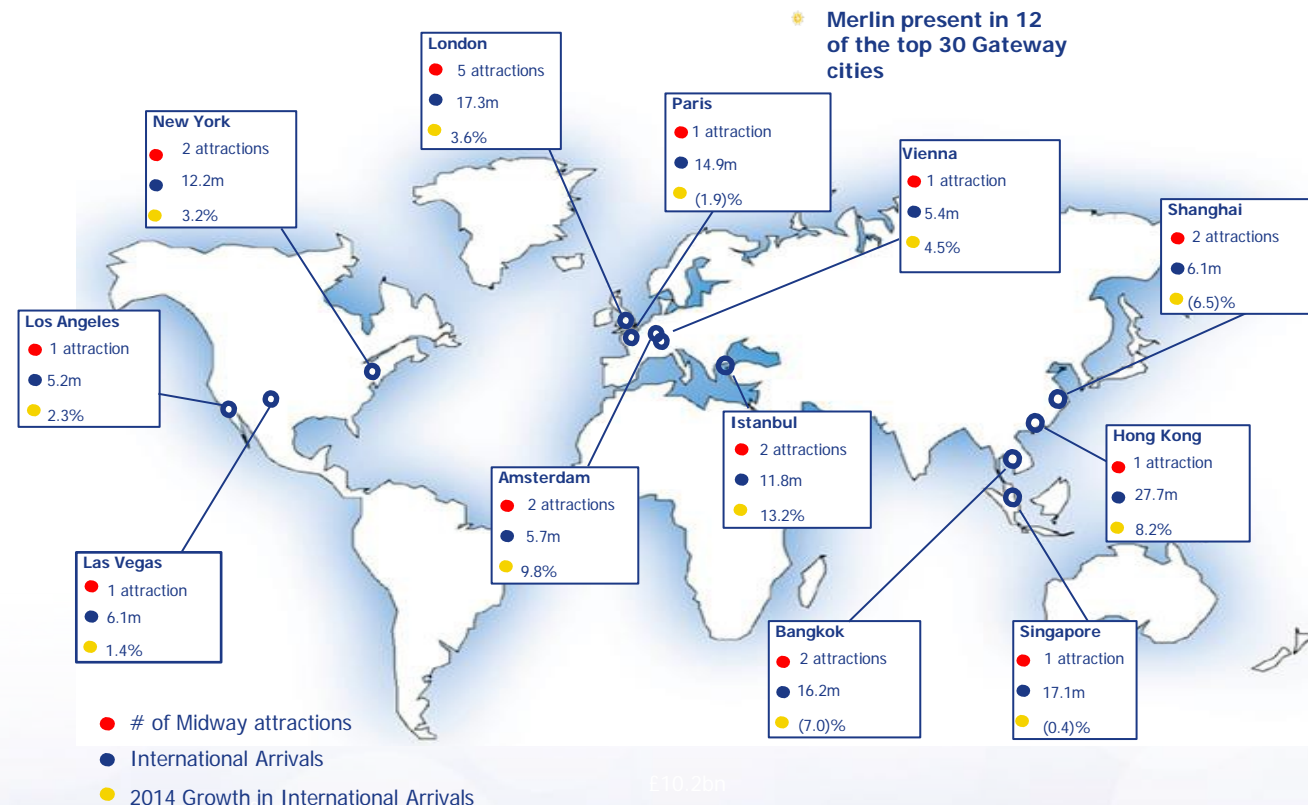 Merlin present in 12
of the top 30 Gateway
cities
London
5 attractions
17.3m
3.6%
Paris
1 attraction
14.9m
(1.9)%
New York
2 attractions
12.2m
3.2%
Vienna
1 attraction
5.4m
4.5%
Shanghai
2 attractions
6.1m
(6.5)%
Los Angeles
1 attraction
5.2m
2.3%
Istanbul
2 attractions
11.8m
13.2%
Hong Kong
1 attraction
27.7m
8.2%
Amsterdam
2 attractions
5.7m
9.8%
Las Vegas
1 attraction
6.1m
1.4%
Bangkok
2 attractions
16.2m
(7.0)%
Singapore
1 attraction
17.1m
(0.4)%
# of Midway attractions
International Arrivals
2014 Growth in International Arrivals
£10.2bn